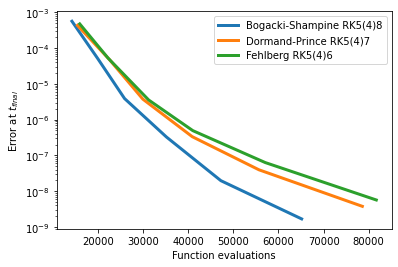 10⁻³
10⁻⁴
10⁻⁵
10⁻⁶
10⁻⁷
10⁻⁸
10⁻⁹
Error at t_final
Bogacki-Shampine RK5(4)8
Dormand-Prince RK5(4)7
Fehlberg RK5(4)6
20000 30000 40000 50000 60000 70000 80000
Function evaluations